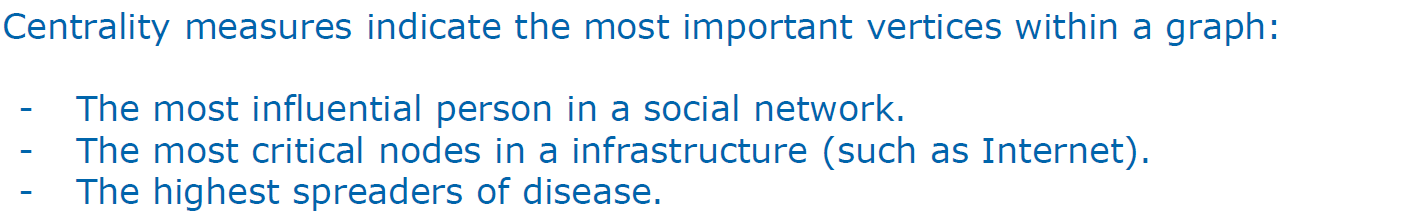 Centrality measures indicate the most important vertices within a graph:
- The most influential person in a social network.
- The most critical nodes in a infrastructure (such as Internet).
- The highest spreaders of disease.